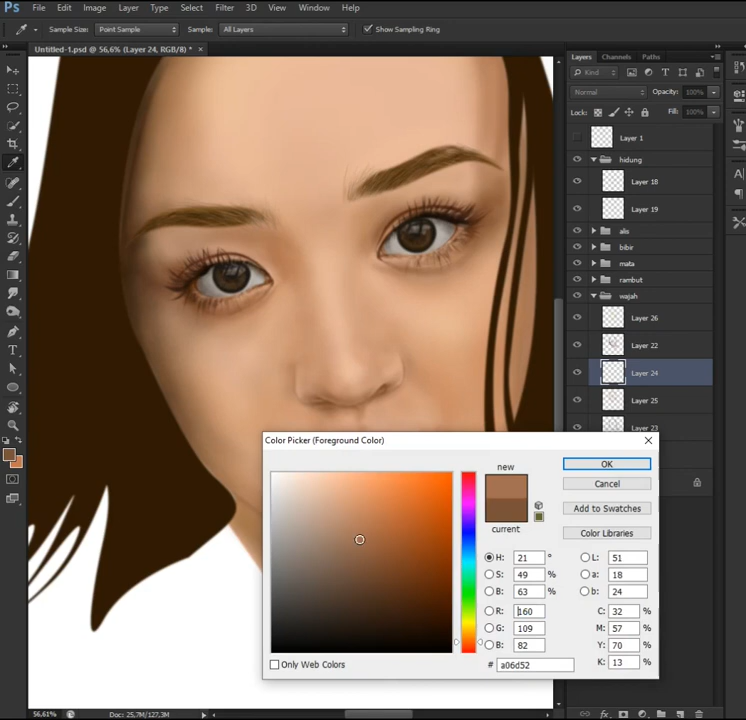 Ps File Edit Image Layer Type Select Filter 3D View Window Help
Sample Size: Point Sample Sample: All Layers Show Sampling Ring
Untitled-1.psd @ 56,6% (Layer 24, RGB/8) * ×
Layers Channels Paths
Kind
Normal Opacity: 100%
Lock: Fill: 100%
Layer 1
hidung
Layer 18
Layer 19
alis
bibir
mata
rambut
wajah
Layer 26
Layer 22
Layer 24
Layer 25
Layer 23
Color Picker (Foreground Color)
new
current
OK
Cancel
Add to Swatches
Color Libraries
H: 21 °
S: 49 %
B: 63 %
R: 160
G: 109
B: 82
L: 51
a: 18
b: 24
C: 32 %
M: 57 %
Y: 70 %
K: 13 %
# a06d52
Only Web Colors
56.61% Doc: 25,7M/127,3M